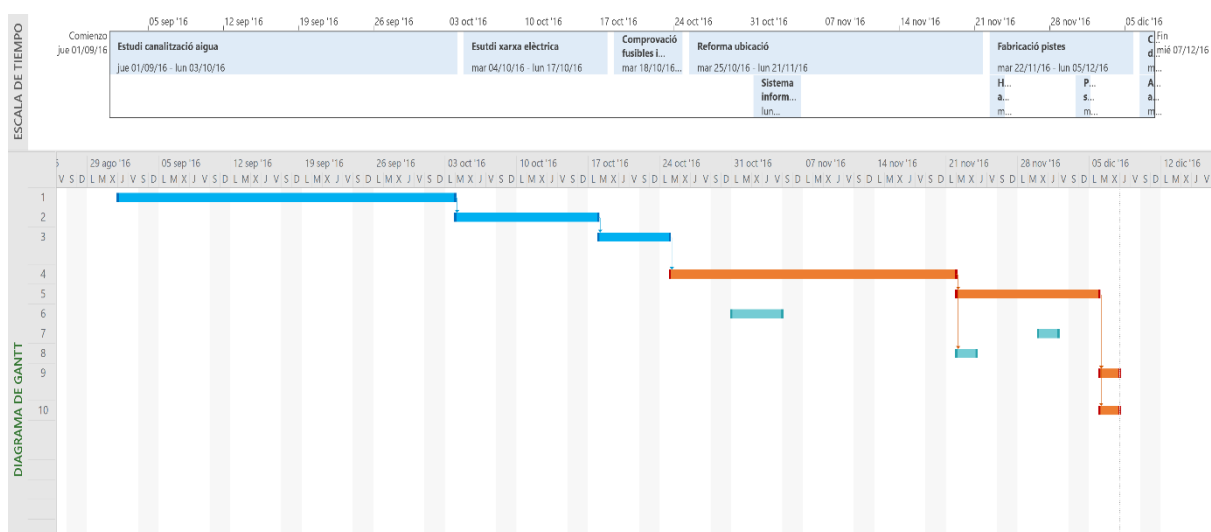 05 sep '16 12 sep '16 19 sep '16 26 sep '16 03 oct '16 10 oct '16 17 oct '16 24 oct '16 31 oct '16 07 nov '16 14 nov '16 21 nov '16 28 nov '16 05 dic '16
Comienzo
jue 01/09/16
Estudi canalització aigua
jue 01/09/16 - lun 03/10/16
Esutdi xarxa elèctrica
mar 04/10/16 - lun 17/10/16
Comprovació
fusibles i...
mar 18/10/16...
Reforma ubicació
mar 25/10/16 - lun 21/11/16
Fabricació pistes
mar 22/11/16 - lun 05/12/16
C...
d...
m...
Fin
mié 07/12/16
Sistema
inform...
lun...
H...
a...
m...
P...
s...
m...
A...
a...
m...
ESCALA DE TIEMPO
29 ago '16 05 sep '16 12 sep '16 19 sep '16 26 sep '16 03 oct '16 10 oct '16 17 oct '16 24 oct '16 31 oct '16 07 nov '16 14 nov '16 21 nov '16 28 nov '16 05 dic '16 12 dic '16
V S D L M X J V S D L M X J V S D L M X J V S D L M X J V S D L M X J V S D L M X J V S D L M X J V S D L M X J V S D L M X J V S D L M X J V S D L M X J V S D L M X J V S D L M X J V S D L M X J V S D L M X J V S D L M X J V S D L M X J V
1
2
3
4
5
6
7
8
9
10
DIAGRAMA DE GANTT